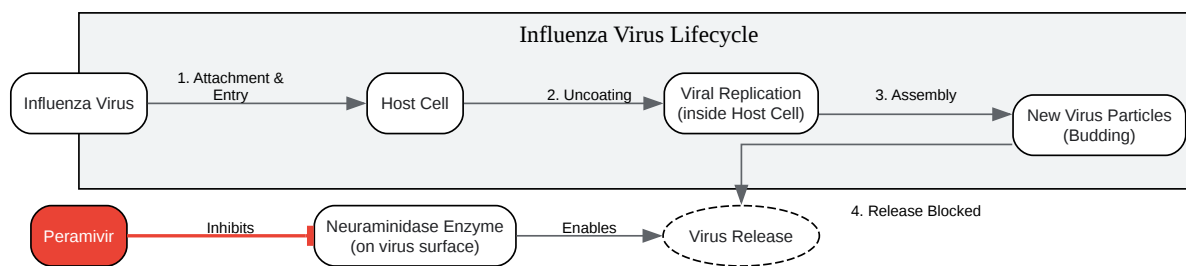 Influenza Virus Lifecycle
Influenza Virus
1. Attachment &
Entry
Host Cell
2. Uncoating
Viral Replication
(inside Host Cell)
3. Assembly
New Virus Particles
(Budding)
4. Release Blocked
Peramivir
Inhibits
Neuraminidase Enzyme
(on virus surface)
Enables
Virus Release